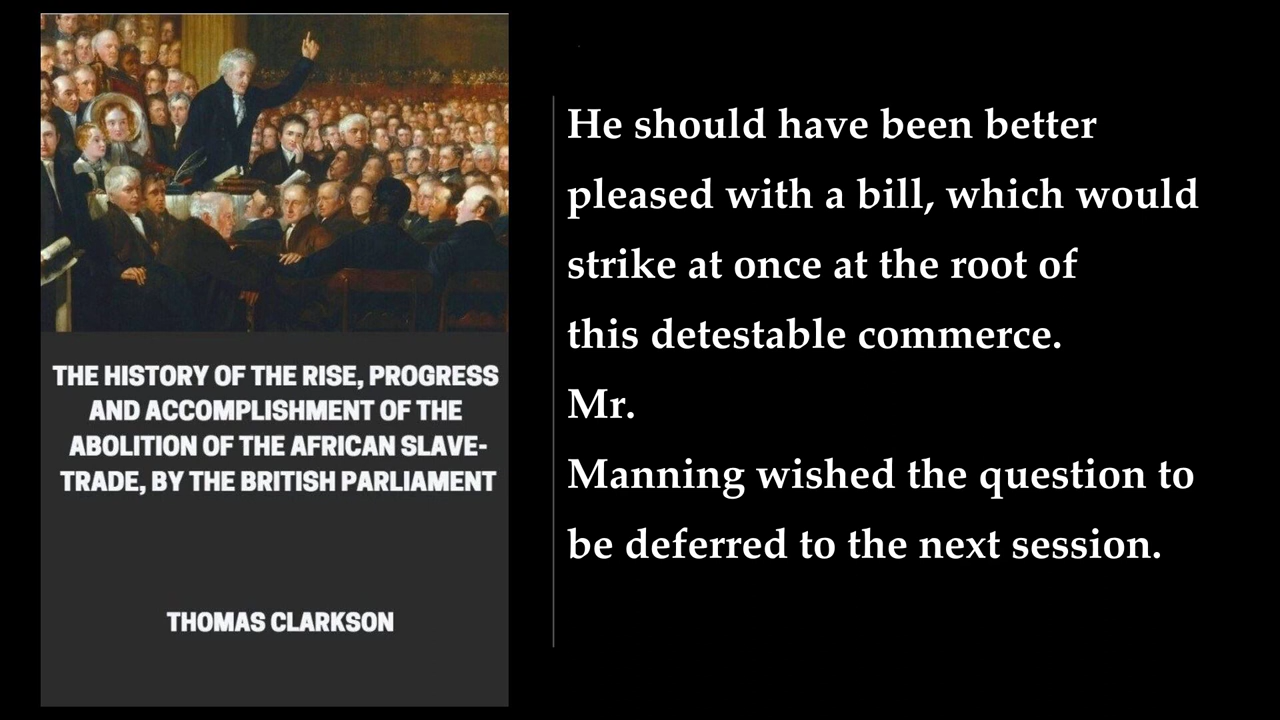 THE HISTORY OF THE RISE, PROGRESS
AND ACCOMPLISHMENT OF THE
ABOLITION OF THE AFRICAN SLAVE-
TRADE, BY THE BRITISH PARLIAMENT
THOMAS CLARKSON
He should have been better
pleased with a bill, which would
strike at once at the root of
this detestable commerce.
Mr.
Manning wished the question to
be deferred to the next session.